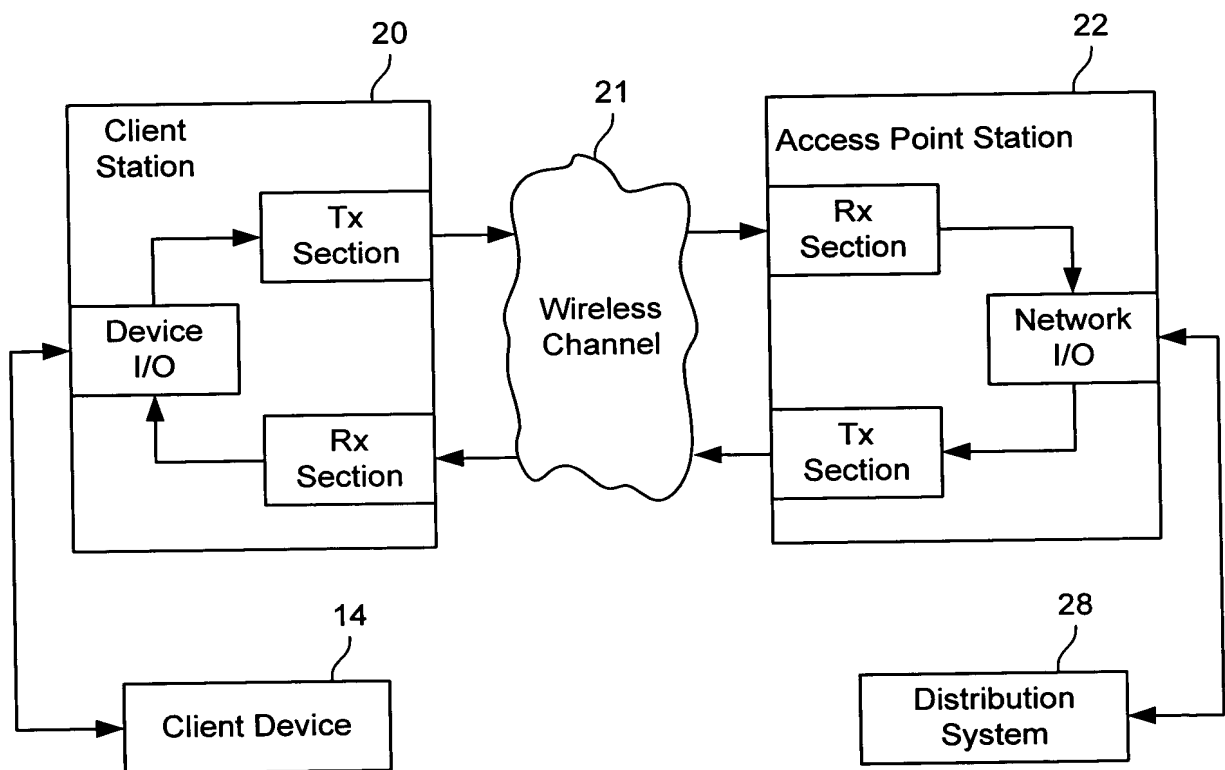 20
22
21
Client
Station
Access Point Station
Tx
Section
Rx
Section
Wireless
Channel
Device
I/O
Network
I/O
Rx
Section
Tx
Section
14
28
Client Device
Distribution
System